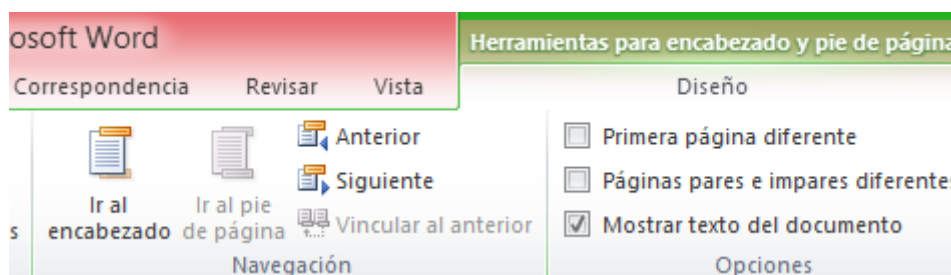 osoft Word
Herramientas para encabezado y pie de página
Correspondencia Revisar Vista Diseño
Anterior
Primera página diferente
Siguiente
Páginas pares e impares diferente
Ir al encabezado
Ir al pie de página
Vincular al anterior
Mostrar texto del documento
s
Navegación
Opciones